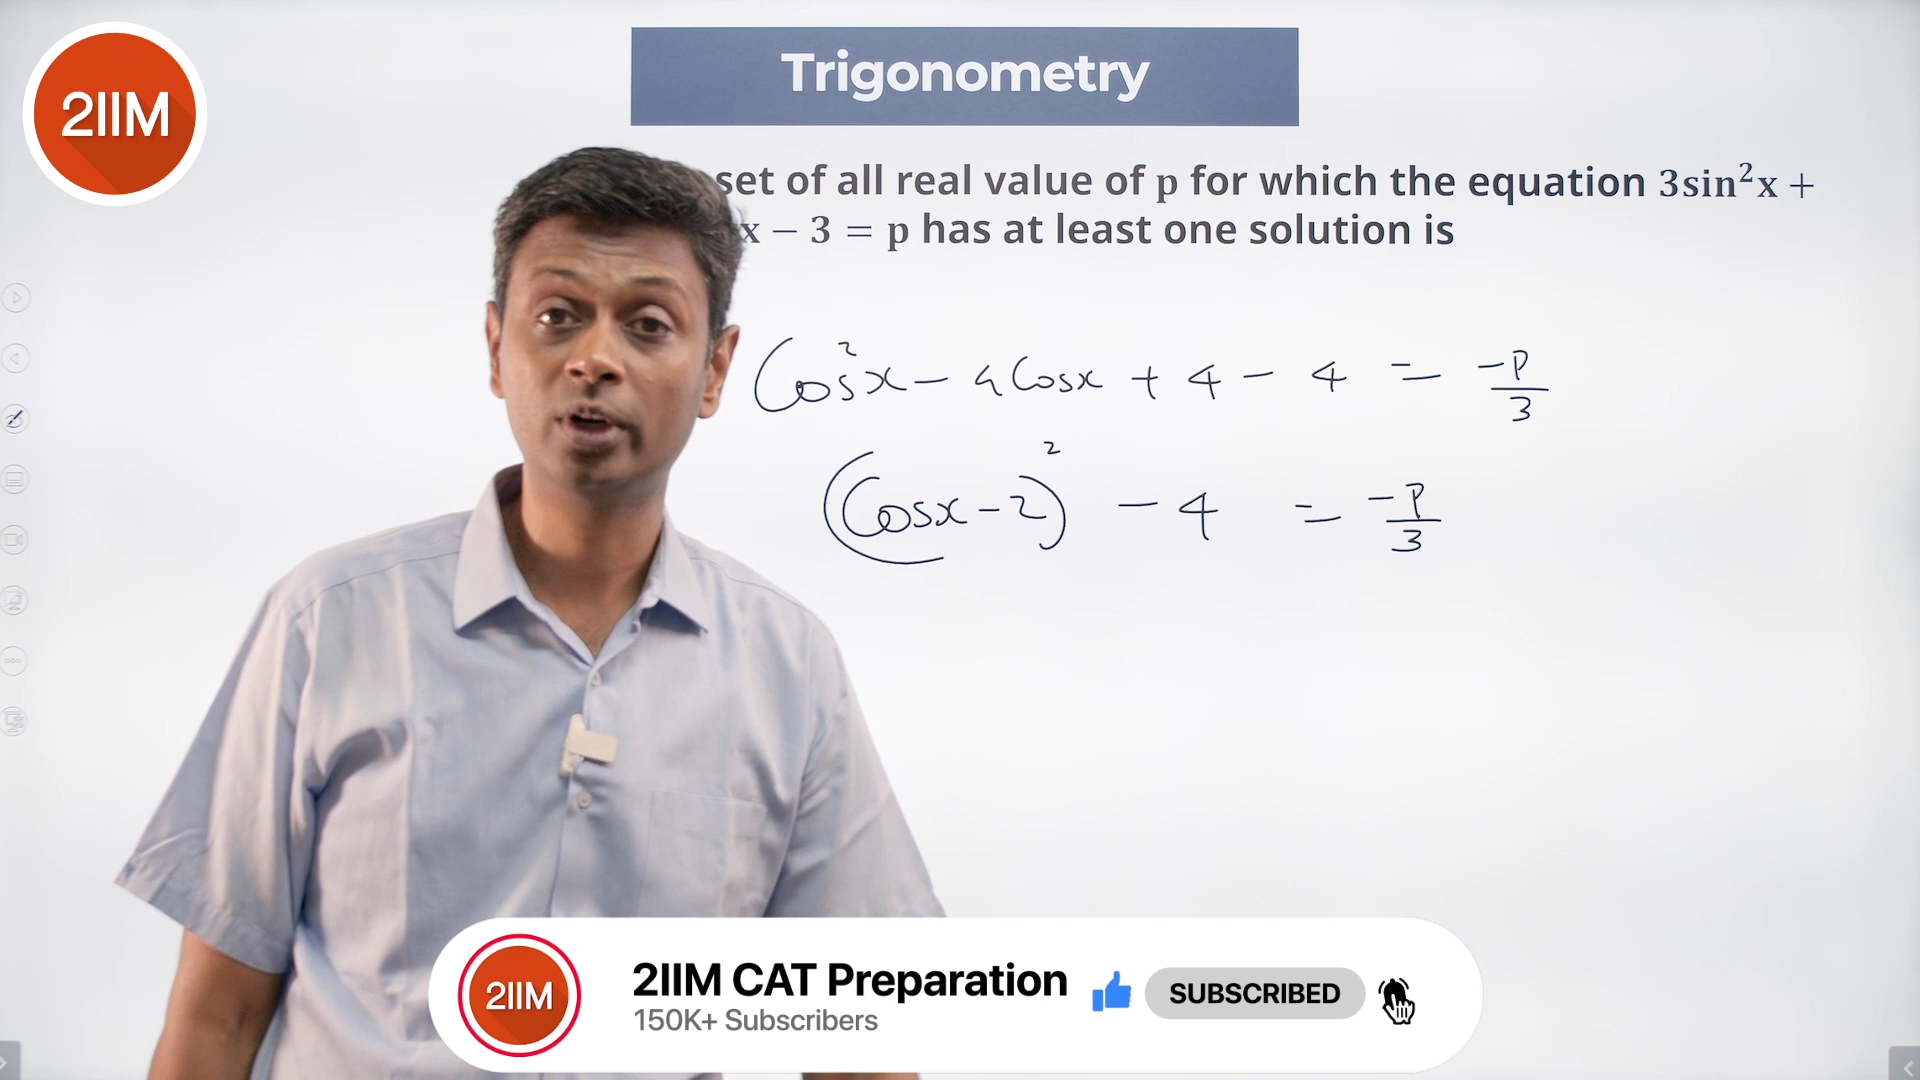 2IIM
Trigonometry
set of all real value of p for which the equation 3sin²x +
x − 3 = p has at least one solution is
Cos²x − 4Cosx + 4 − 4 = −P/3
(Cosx − 2)² − 4 = −P/3
2IIM
2IIM CAT Preparation
150K+ Subscribers
SUBSCRIBED